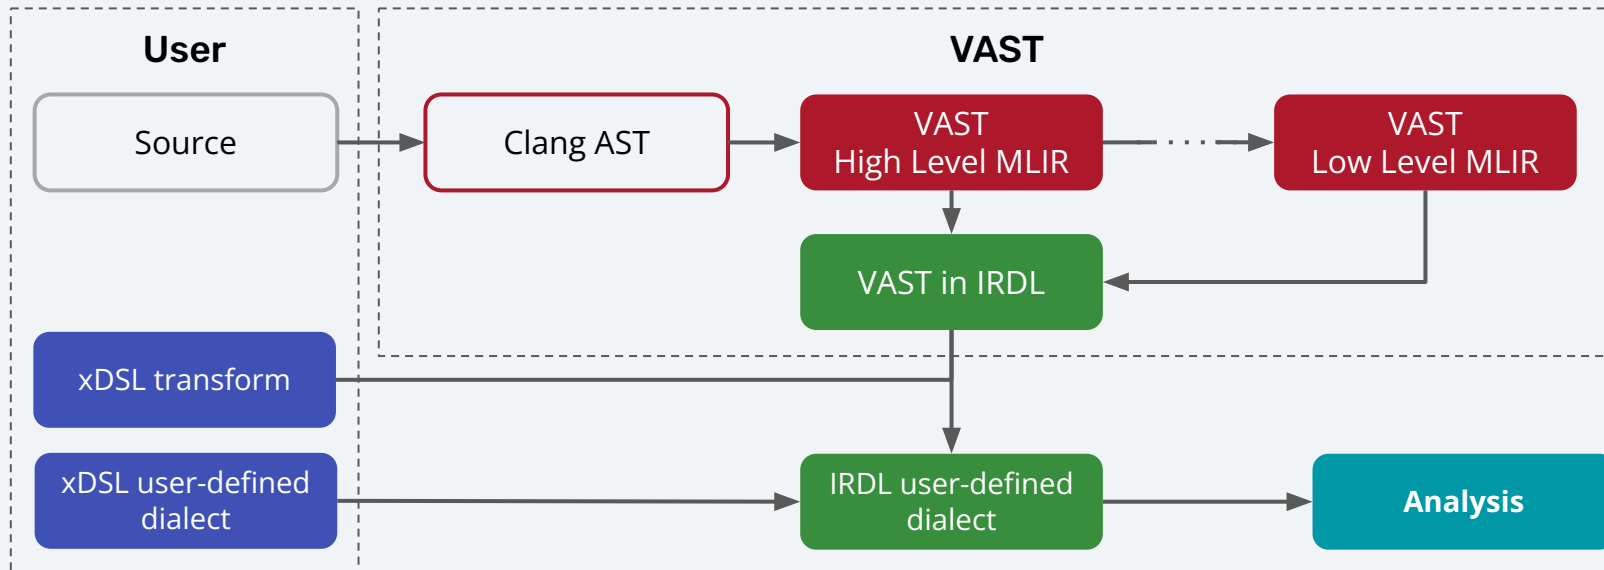 User
VAST
Source
Clang AST
VAST
High Level MLIR
VAST
Low Level MLIR
VAST in IRDL
xDSL transform
xDSL user-defined
dialect
IRDL user-defined
dialect
Analysis